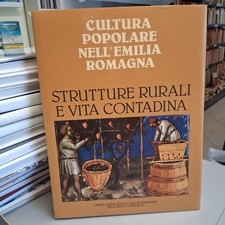 CULTURA
POPOLARE
NELL'EMILIA
ROMAGNA
STRUTTURE RURALI
E VITA CONTADINA